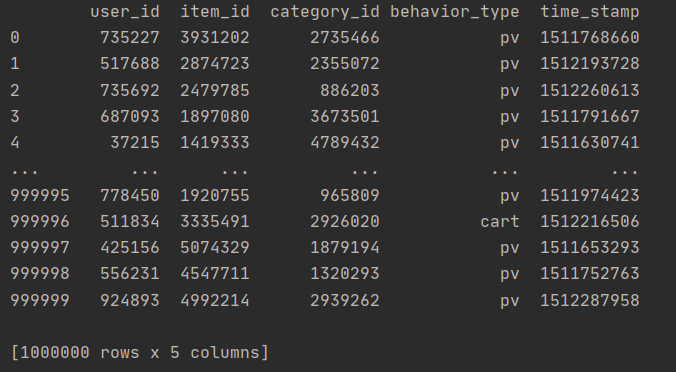 user_id item_id category_id behavior_type time_stamp
0 735227 3931202 2735466 pv 1511768660
1 517688 2874723 2355072 pv 1512193728
2 735692 2479785 886203 pv 1512260613
3 687093 1897080 3673501 pv 1511791667
4 37215 1419333 4789432 pv 1511630741
... ... ... ... ... ...
999995 778450 1920755 965809 pv 1511974423
999996 511834 3335491 2926020 cart 1512216506
999997 425156 5074329 1879194 pv 1511653293
999998 556231 4547711 1320293 pv 1511752763
999999 924893 4992214 2939262 pv 1512287958
[1000000 rows x 5 columns]